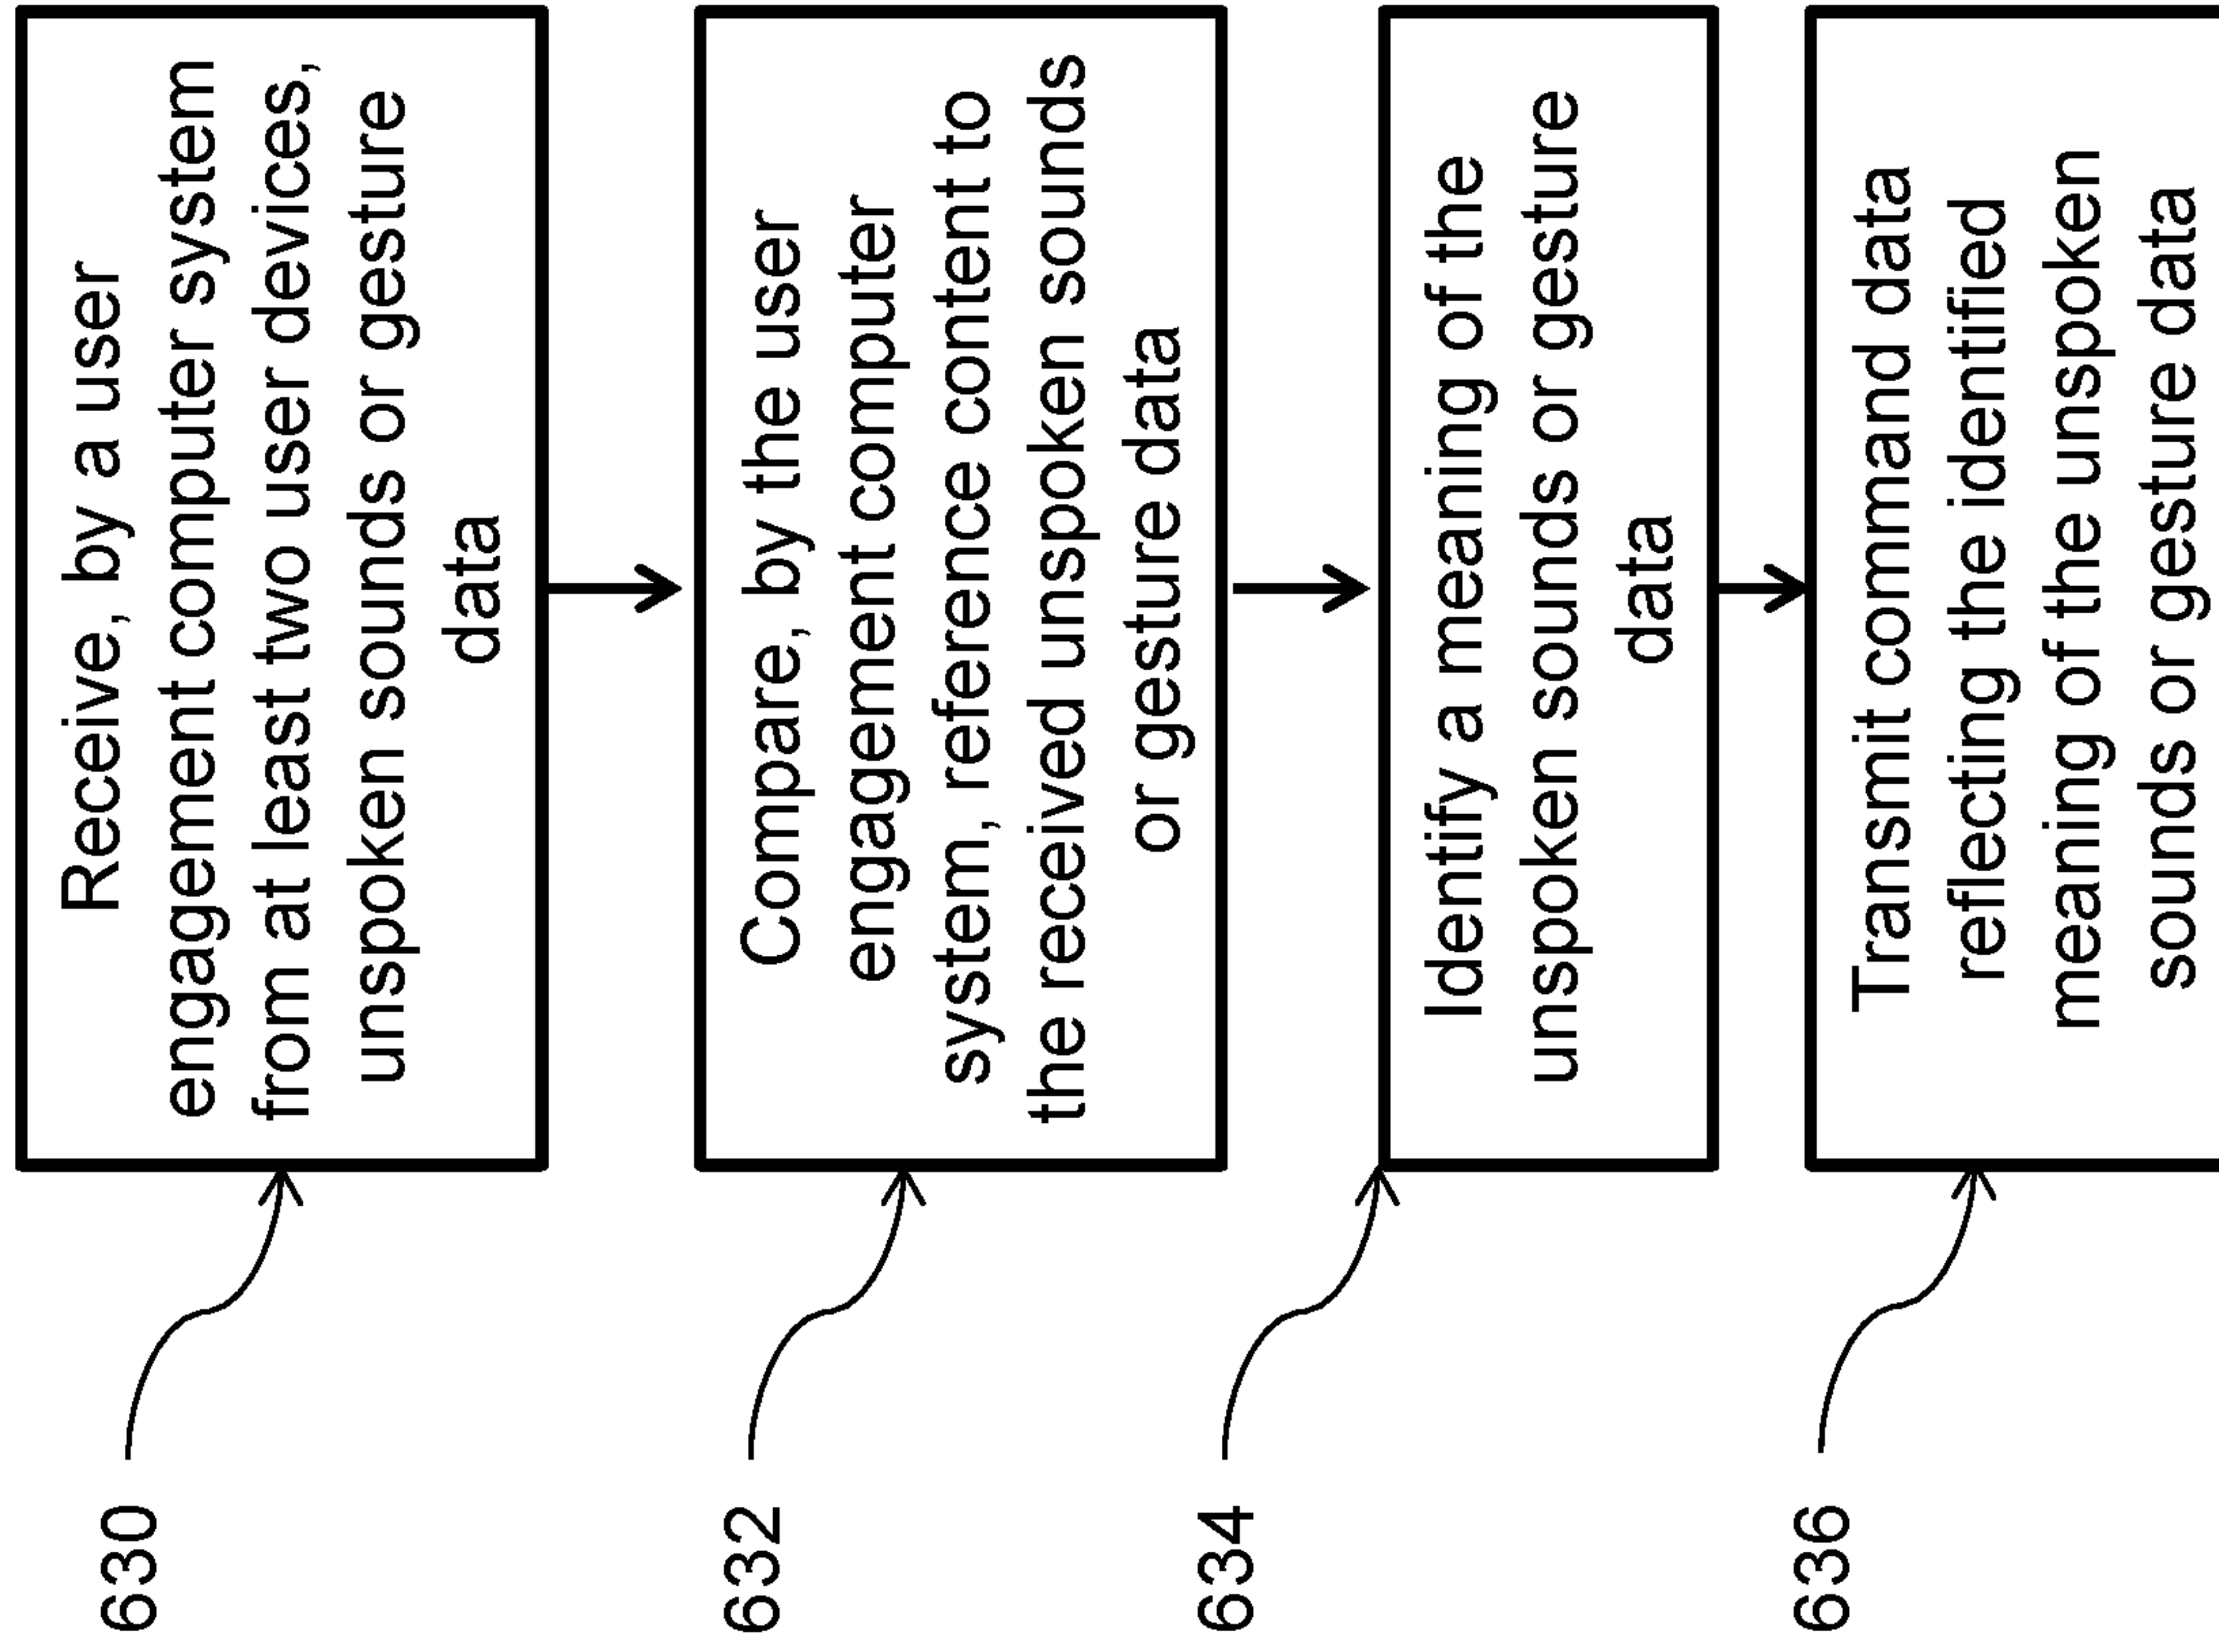 630
Receive, by a user
engagement computer system
from at least two user devices,
unspoken sounds or gesture
data
632
Compare, by the user
engagement computer
system, reference content to
the received unspoken sounds
or gesture data
634
Identify a meaning of the
unspoken sounds or gesture
data
636
Transmit command data
reflecting the identified
meaning of the unspoken
sounds or gesture data